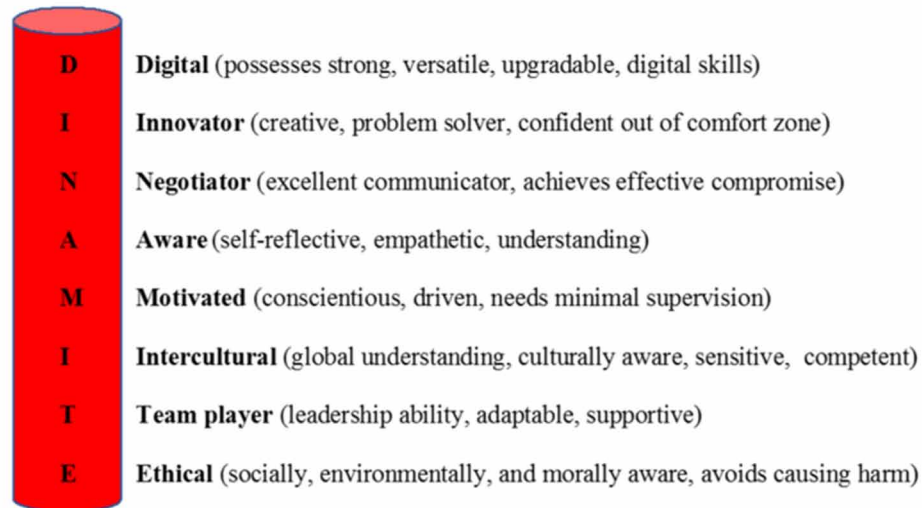 D Digital (possesses strong, versatile, upgradable, digital skills)
I Innovator (creative, problem solver, confident out of comfort zone)
N Negotiator (excellent communicator, achieves effective compromise)
A Aware (self-reflective, empathetic, understanding)
M Motivated (conscientious, driven, needs minimal supervision)
I Intercultural (global understanding, culturally aware, sensitive, competent)
T Team player (leadership ability, adaptable, supportive)
E Ethical (socially, environmentally, and morally aware, avoids causing harm)